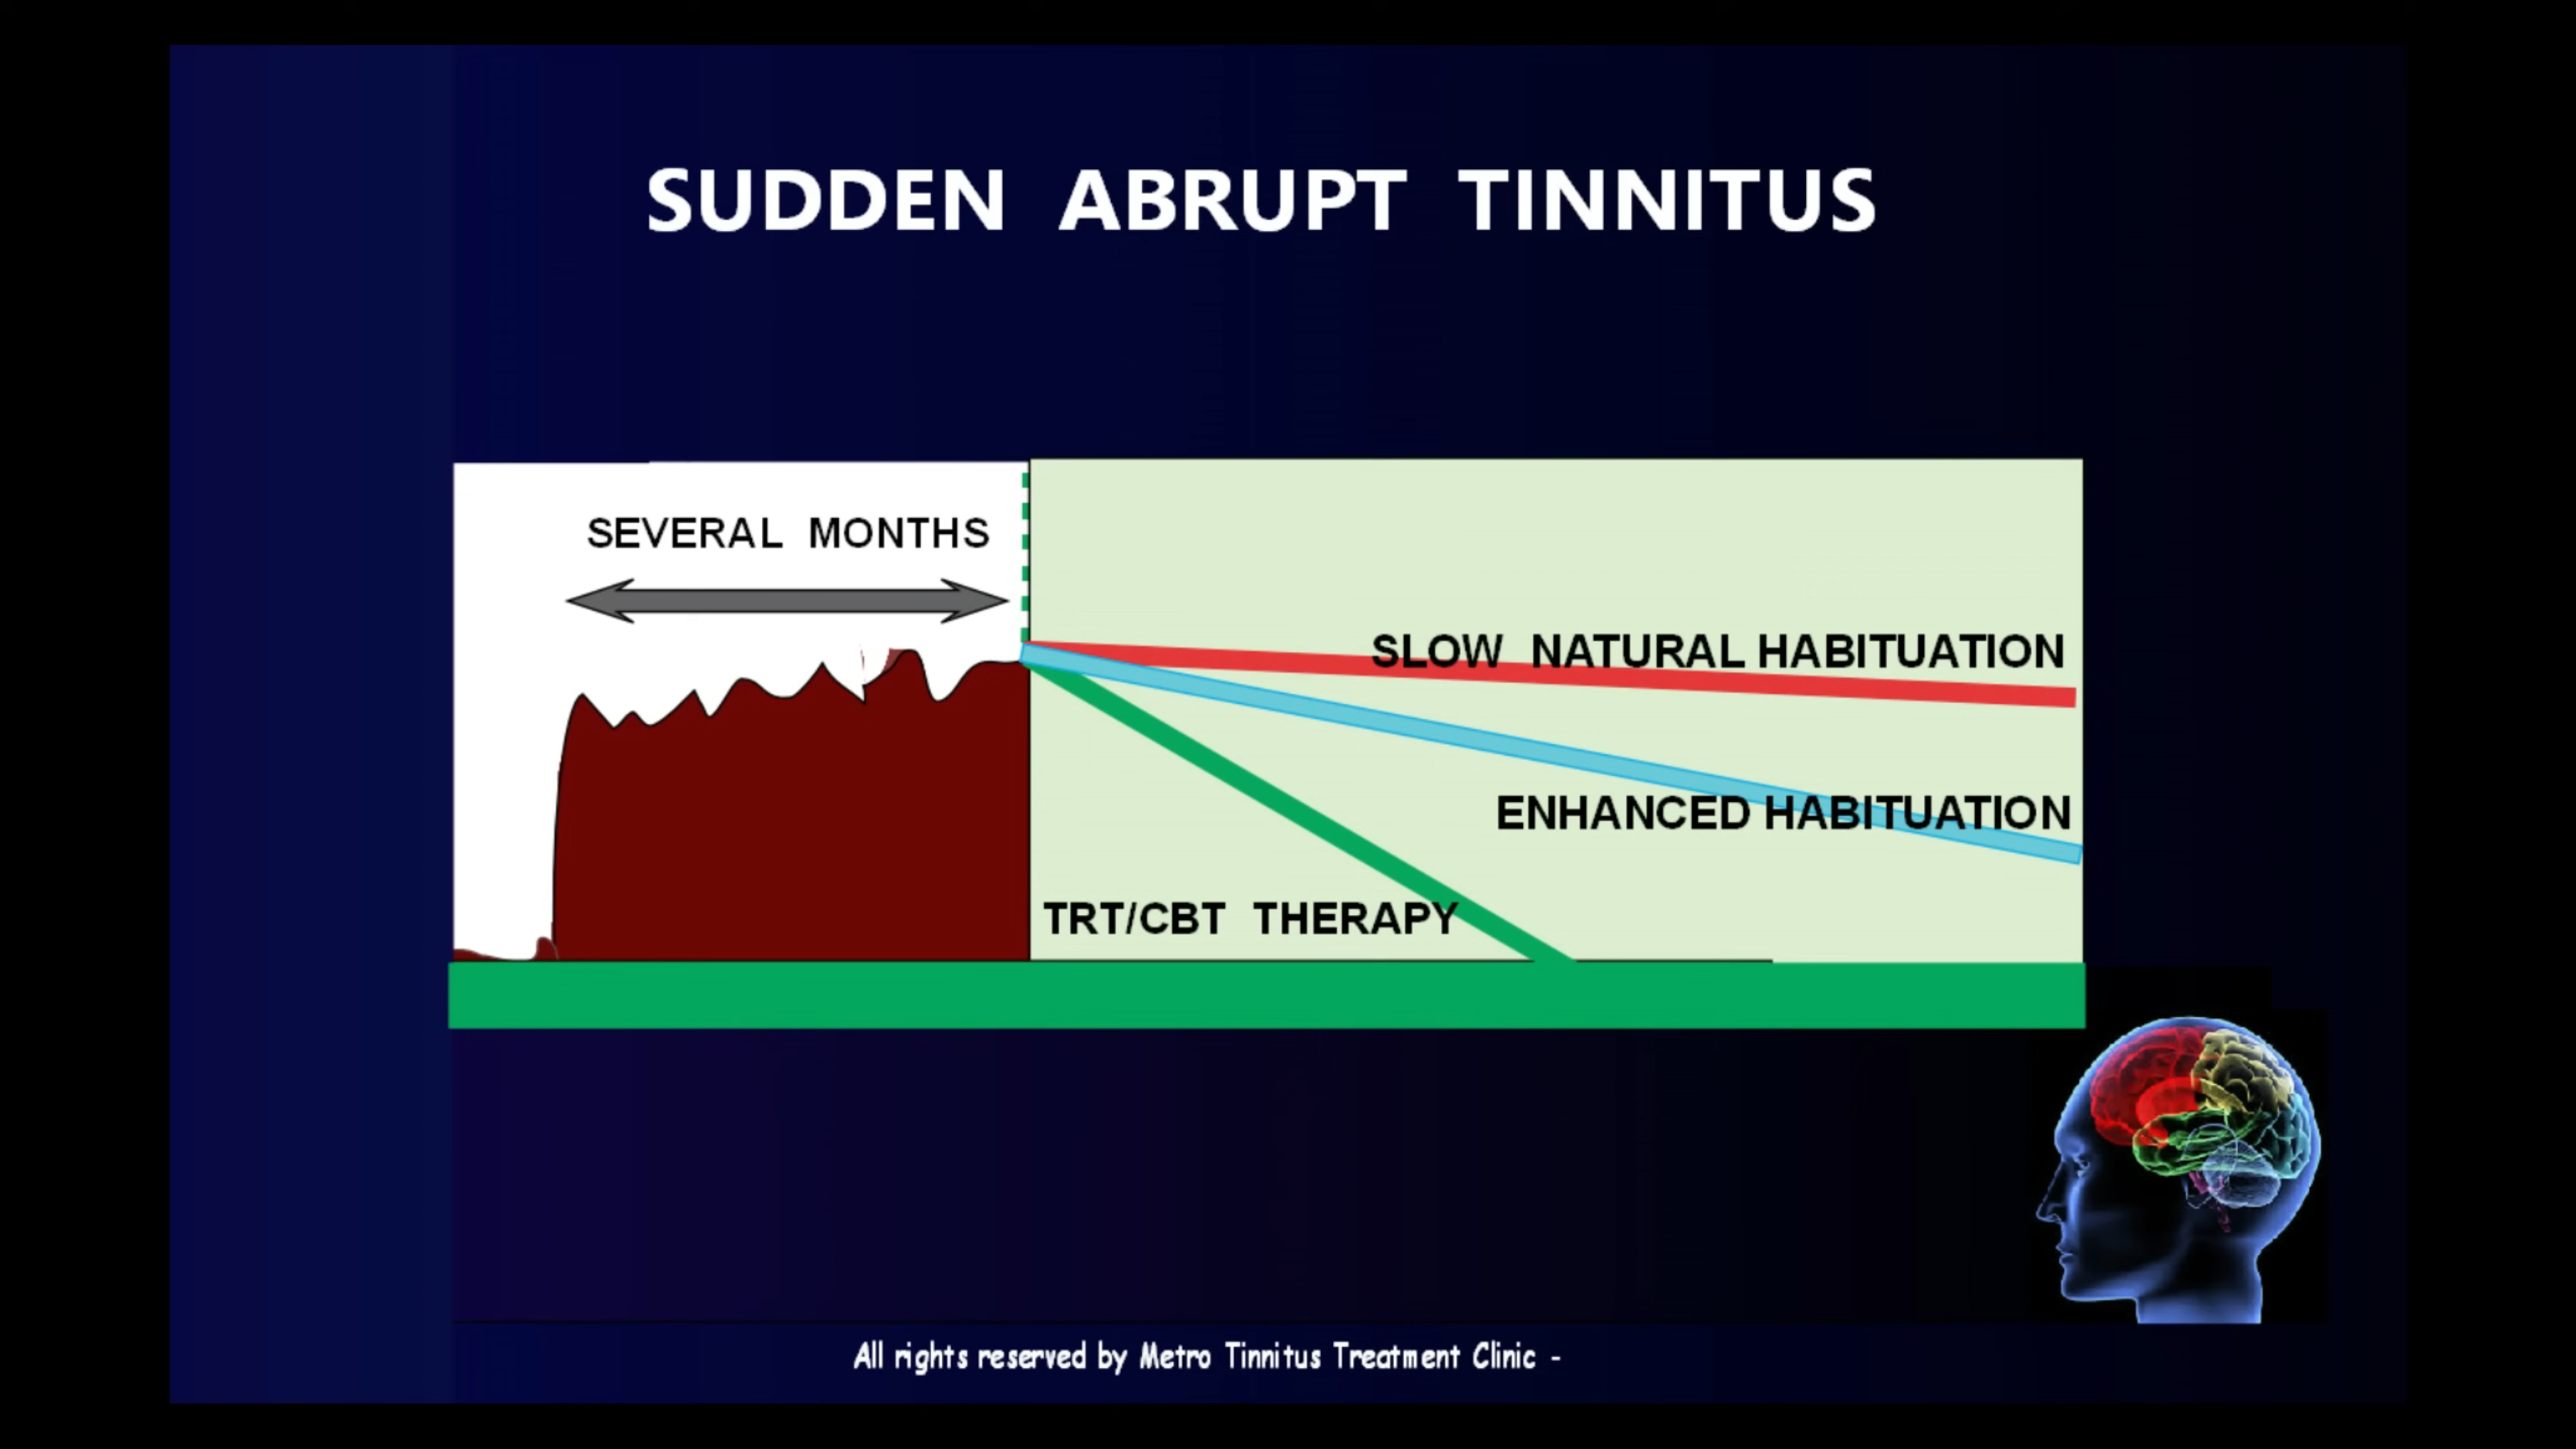 SUDDEN ABRUPT TINNITUS
SEVERAL MONTHS
SLOW NATURAL HABITUATION
ENHANCED HABITUATION
TRT/CBT THERAPY
All rights reserved by Metro Tinnitus Treatment Clinic -